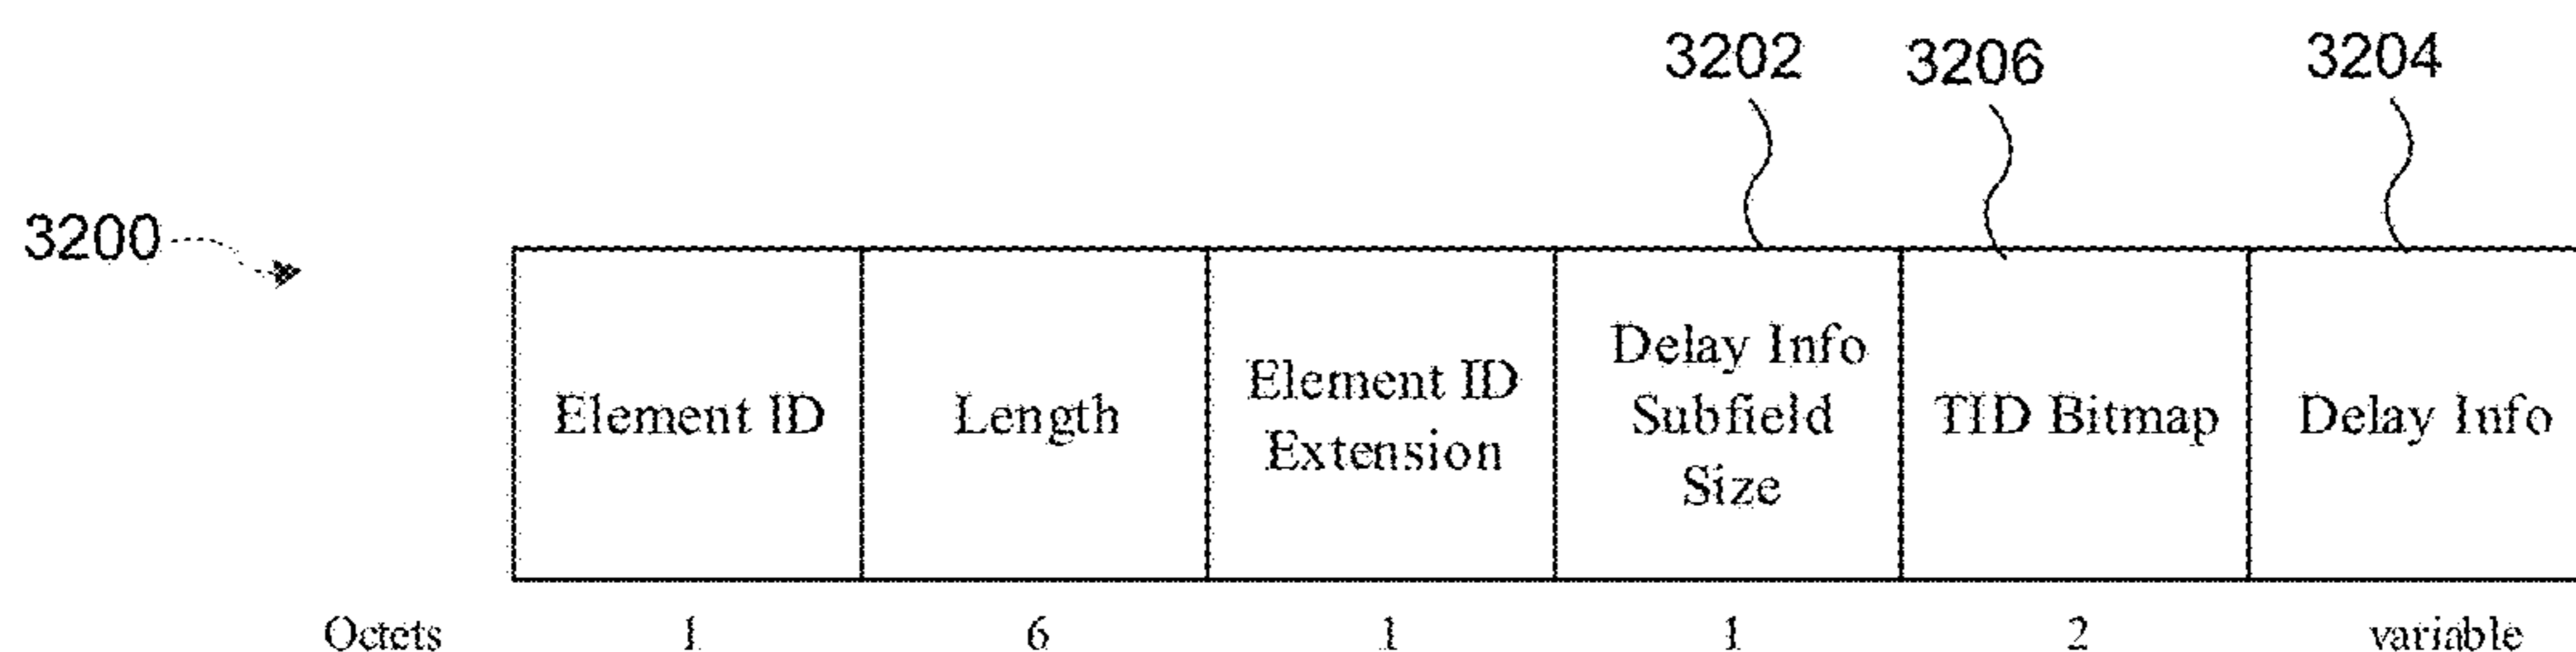 3202 3206 3204
3200
Element ID
Length
Element ID
Extension
Delay Info
Subfield
Size
TID Bitmap
Delay Info
Octets 1 6 1 1 2 variable